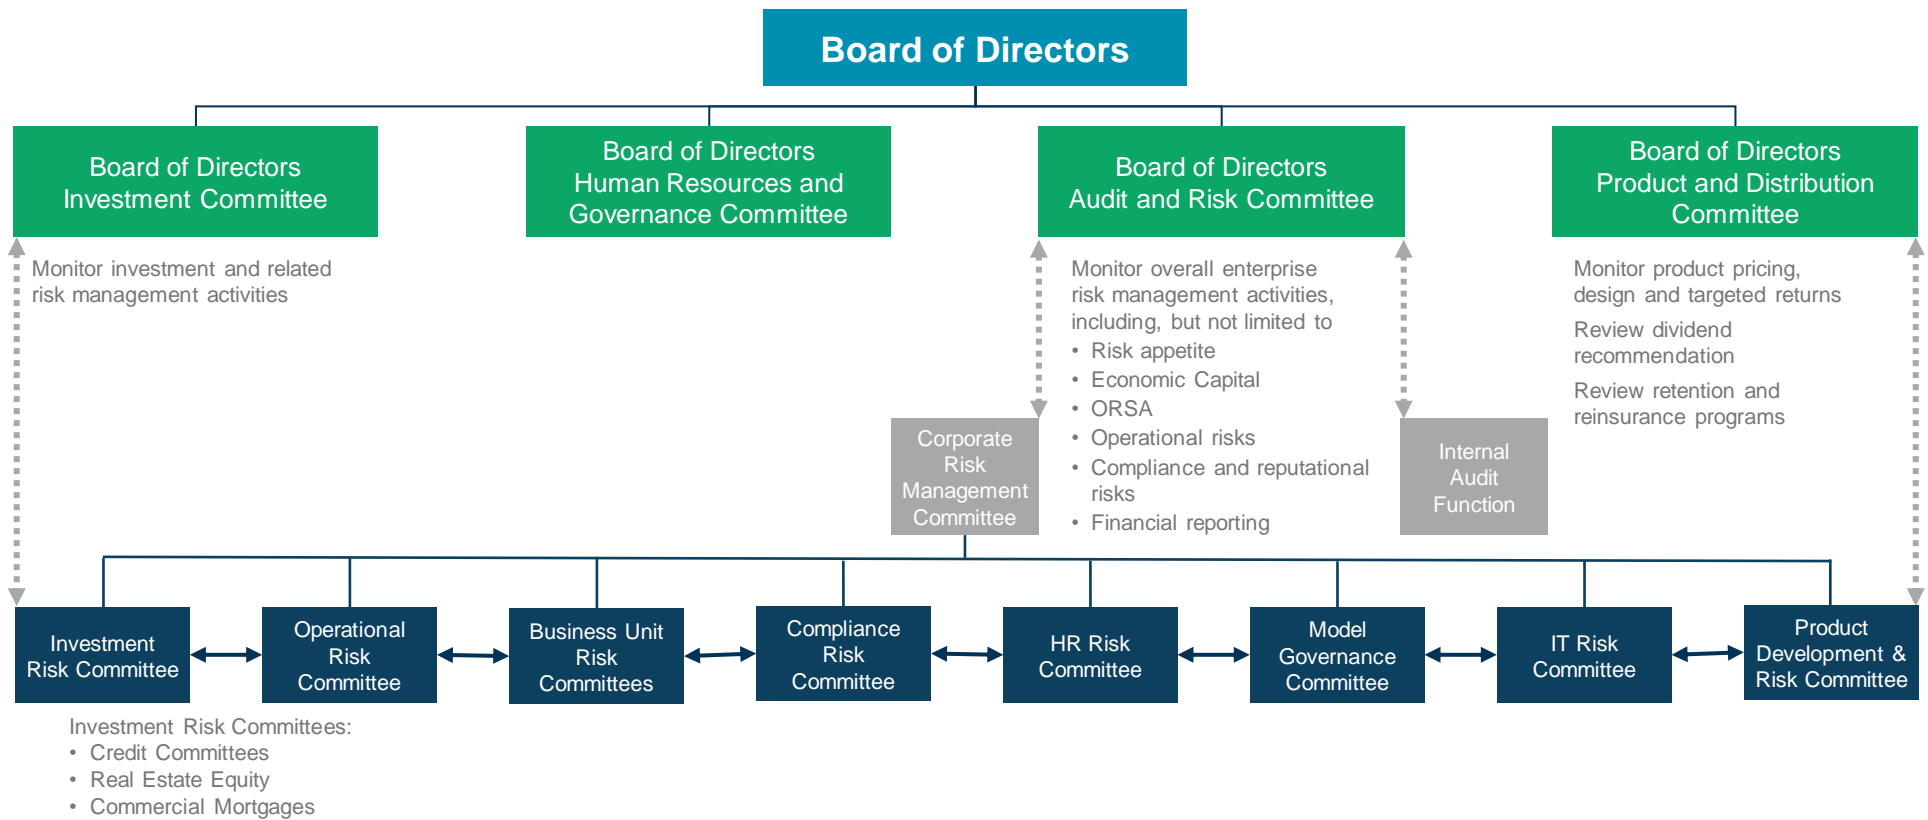 Board of Directors
Board of Directors
Investment Committee
Board of Directors
Human Resources and
Governance Committee
Board of Directors
Audit and Risk Committee
Board of Directors
Product and Distribution
Committee
Monitor investment and related
risk management activities
Monitor overall enterprise
risk management activities,
including, but not limited to
• Risk appetite
• Economic Capital
• ORSA
• Operational risks
• Compliance and reputational
risks
• Financial reporting
Monitor product pricing,
design and targeted returns
Review dividend
recommendation
Review retention and
reinsurance programs
Corporate
Risk
Management
Committee
Internal
Audit
Function
Investment
Risk Committee
Operational
Risk
Committee
Business Unit
Risk
Committees
Compliance
Risk
Committee
HR Risk
Committee
Model
Governance
Committee
IT Risk
Committee
Product
Development &
Risk Committee
Investment Risk Committees:
• Credit Committees
• Real Estate Equity
• Commercial Mortgages